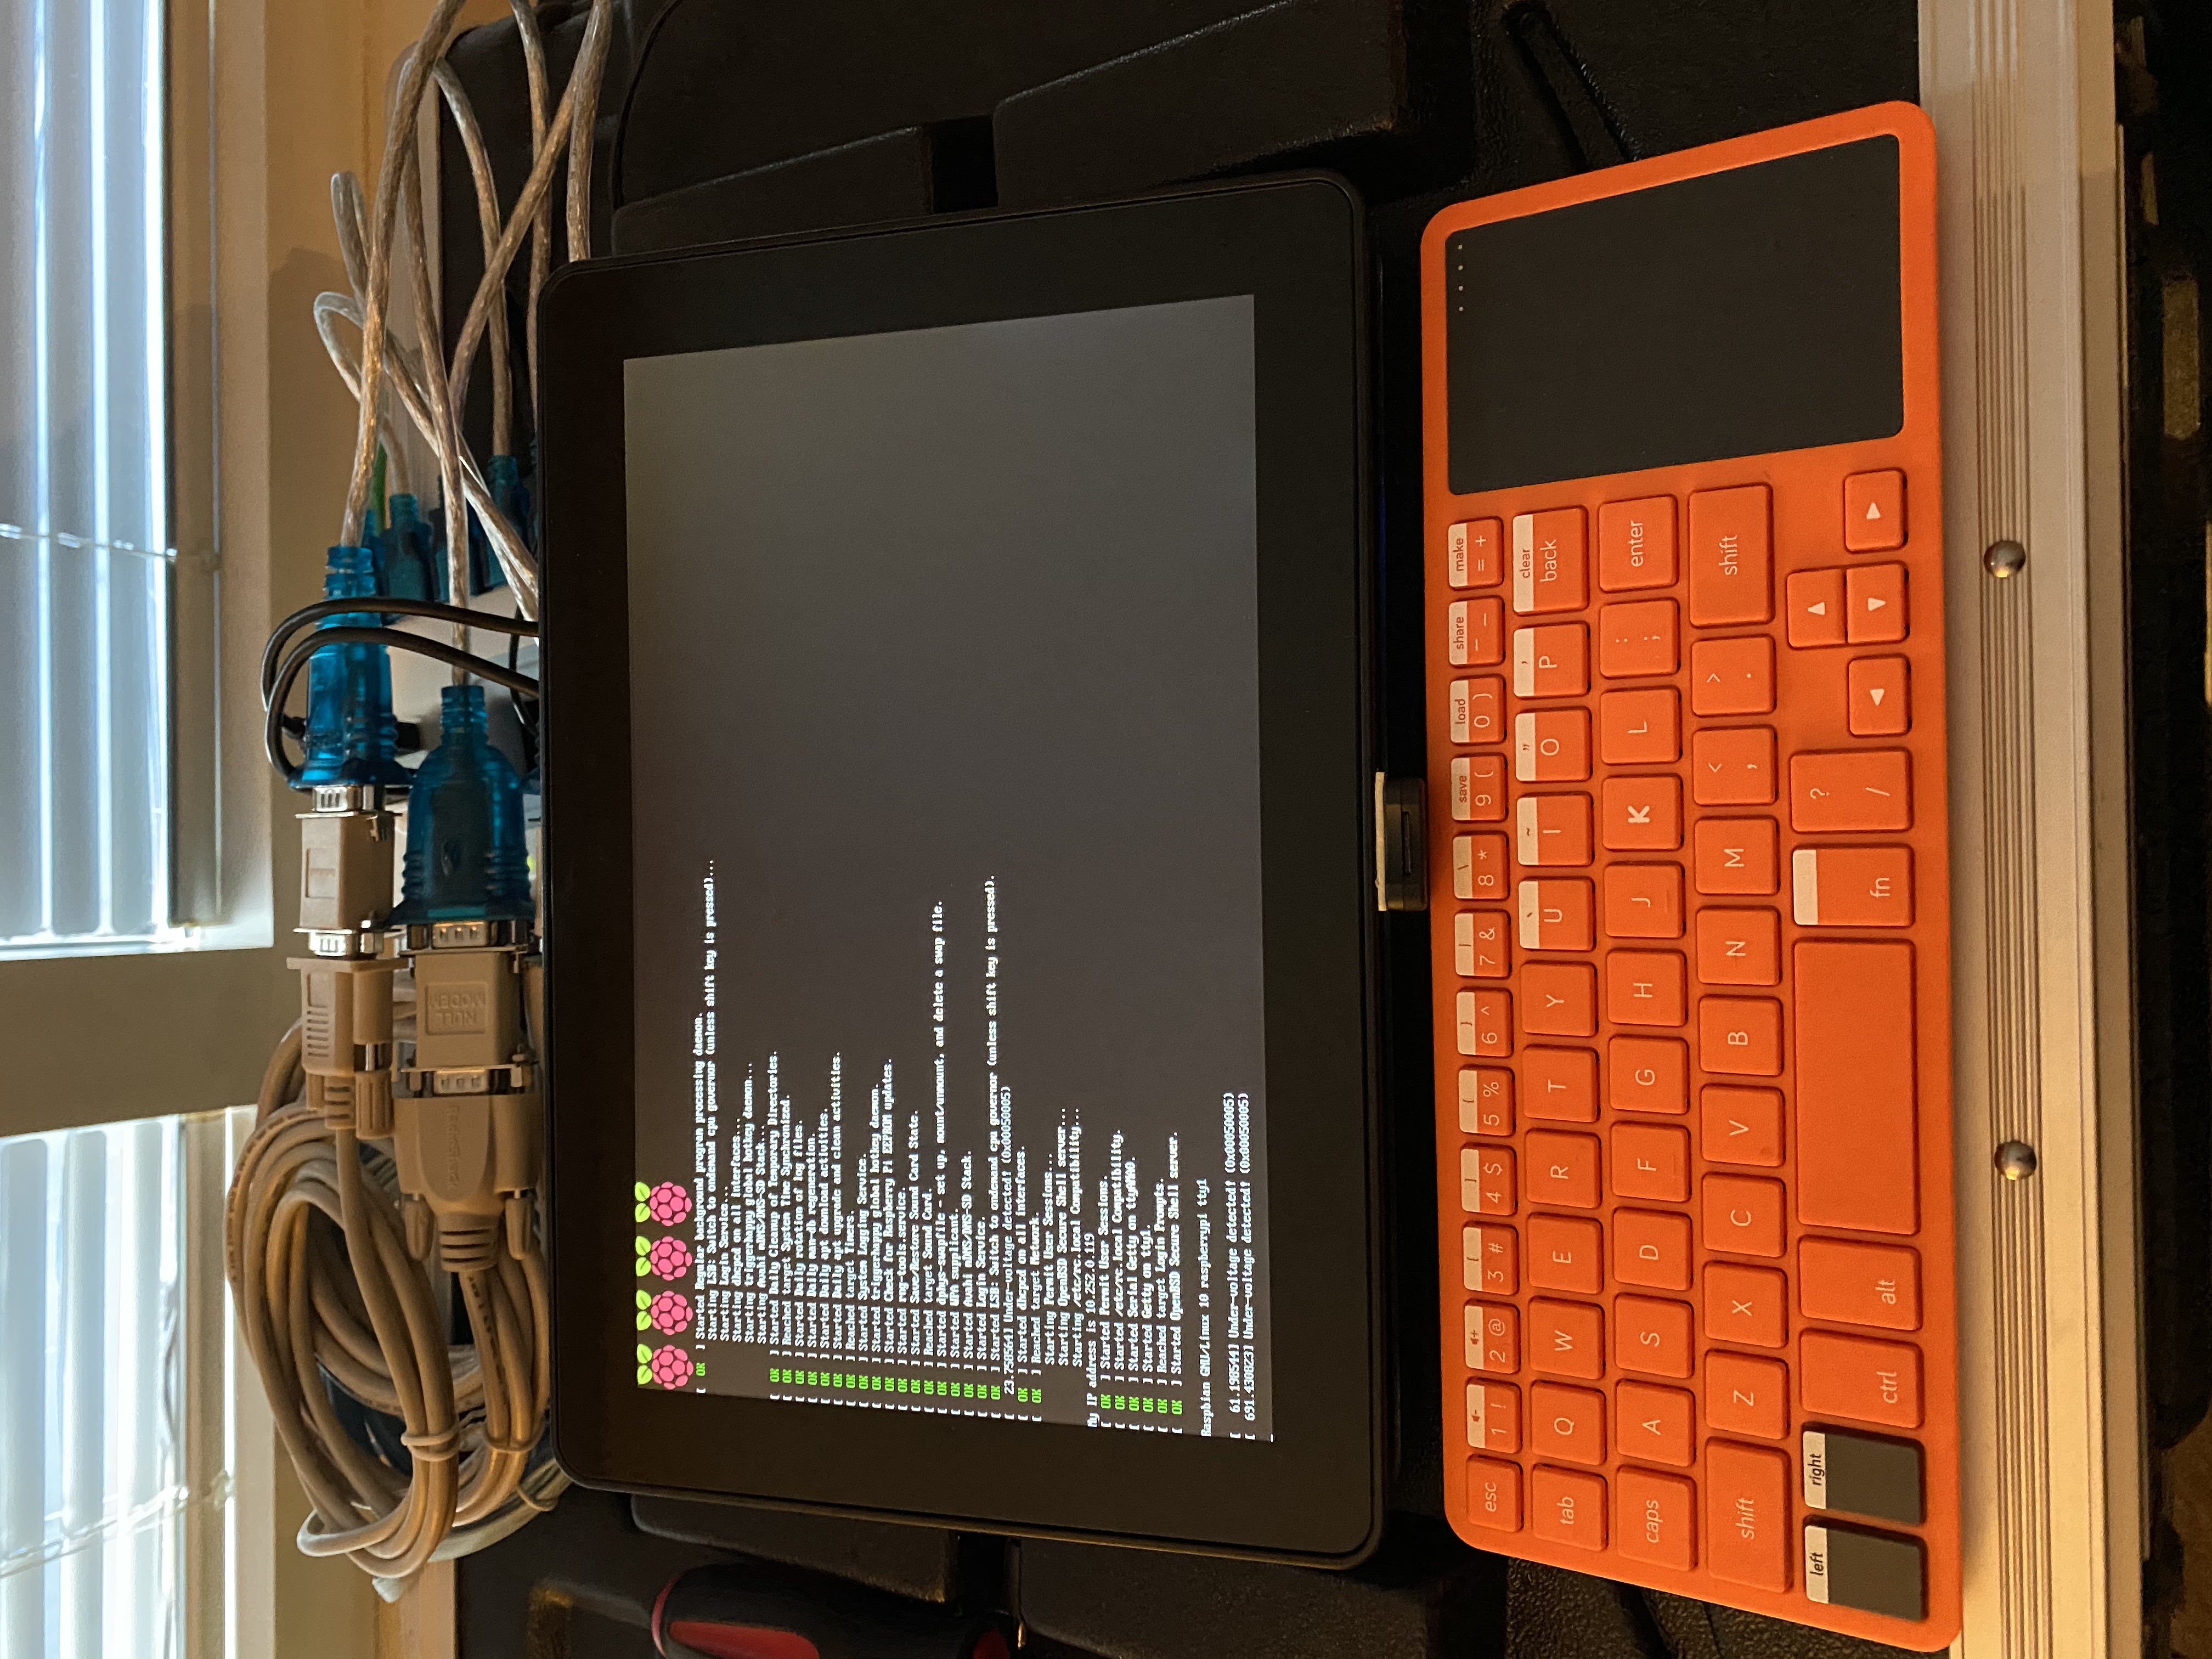 RadioShack
NULL
MODEM
[ OK ] Started Regular background program processing daemon.
Starting LSB: Switch to ondemand cpu governor (unless shift key is pressed)...
Starting Login Service...
Starting dhcpcd on all interfaces...
Starting triggerhappy global hotkey daemon...
Starting Avahi mDNS/DNS-SD Stack...
[ OK ] Started Daily Cleanup of Temporary Directories.
[ OK ] Reached target System Time Synchronized.
[ OK ] Started Daily rotation of log files.
[ OK ] Started Daily man-db regeneration.
[ OK ] Started Daily apt download activities.
[ OK ] Started Daily apt upgrade and clean activities.
[ OK ] Reached target Timers.
[ OK ] Started System Logging Service.
[ OK ] Started triggerhappy global hotkey daemon.
[ OK ] Started Check for Raspberry Pi EEPROM updates.
[ OK ] Started rng-tools.service.
[ OK ] Started Save/Restore Sound Card State.
[ OK ] Reached target Sound Card.
[ OK ] Started dphys-swapfile - set up, mount/unmount, and delete a swap file.
[ OK ] Started WPA supplicant.
[ OK ] Started Avahi mDNS/DNS-SD Stack.
[ OK ] Started Login Service.
[ OK ] Started LSB: Switch to ondemand cpu governor (unless shift key is pressed).
[ 23.758564] Under-voltage detected! (0x00050005)
[ OK ] Started dhcpcd on all interfaces.
[ OK ] Reached target Network.
Starting Permit User Sessions...
Starting OpenBSD Secure Shell server...
Starting /etc/rc.local Compatibility...
My IP address is 10.252.0.119
[ OK ] Started Permit User Sessions.
[ OK ] Started /etc/rc.local Compatibility.
[ OK ] Started Serial Getty on ttyAMA0.
[ OK ] Started Getty on tty1.
[ OK ] Reached target Login Prompts.
[ OK ] Started OpenBSD Secure Shell server.
Raspbian GNU/Linux 10 raspberrypi tty1
[ 61.198544] Under-voltage detected! (0x00050005)
[ 691.430823] Under-voltage detected! (0x00050005)
[ ] { } | \ save load share make
esc 1 ! 2 @ 3 # 4 $ 5 % 6 ^ 7 & 8 * 9 ( 0 ) - _ = +
` ~ " ' clear
tab Q W E R T Y U I O P back
caps A S D F G H J K L : ; enter
shift Z X C V B N M < , > . shift
left right ctrl alt fn ? /